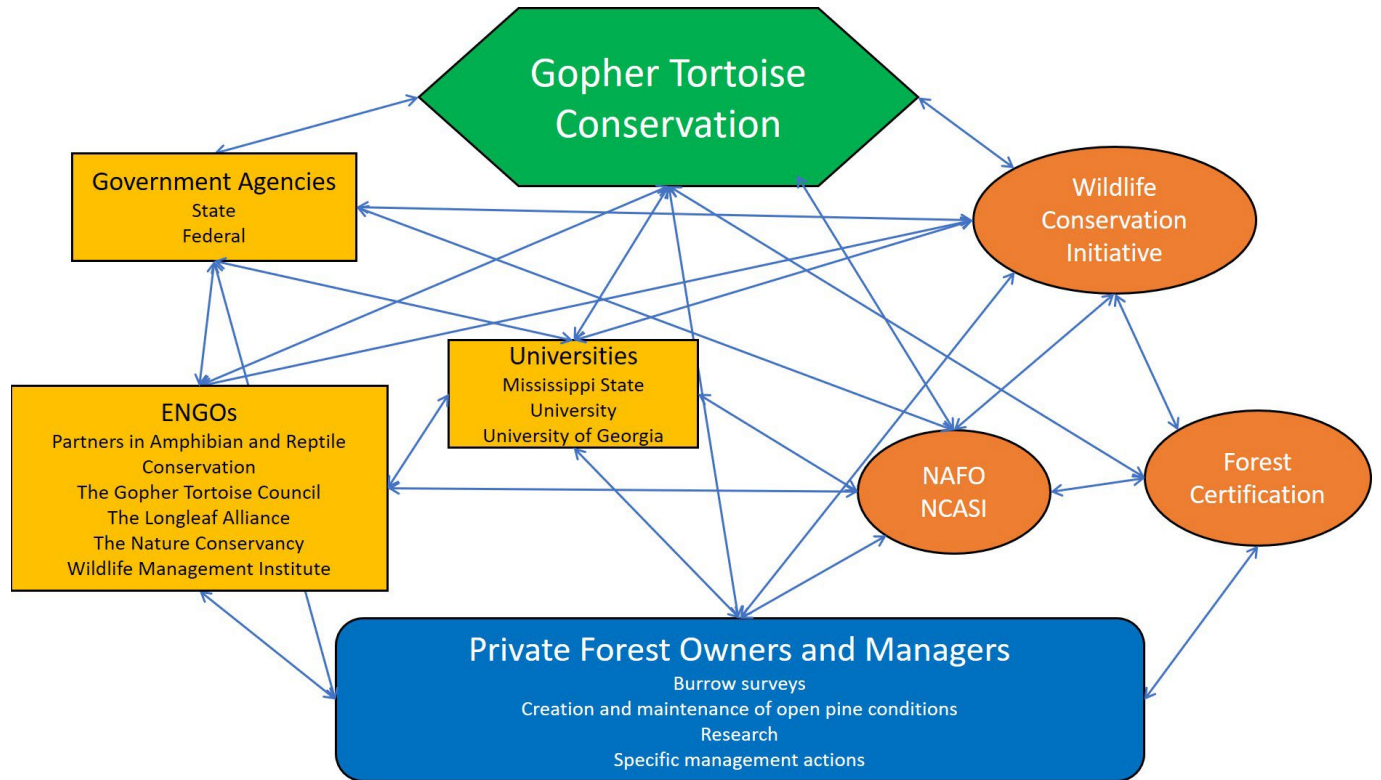 Gopher Tortoise
Conservation
Government Agencies
State
Federal
Wildlife
Conservation
Initiative
Universities
Mississippi State
University
University of Georgia
ENGOs
Partners in Amphibian and Reptile
Conservation
The Gopher Tortoise Council
The Longleaf Alliance
The Nature Conservancy
Wildlife Management Institute
NAFO
NCASI
Forest
Certification
Private Forest Owners and Managers
Burrow surveys
Creation and maintenance of open pine conditions
Research
Specific management actions